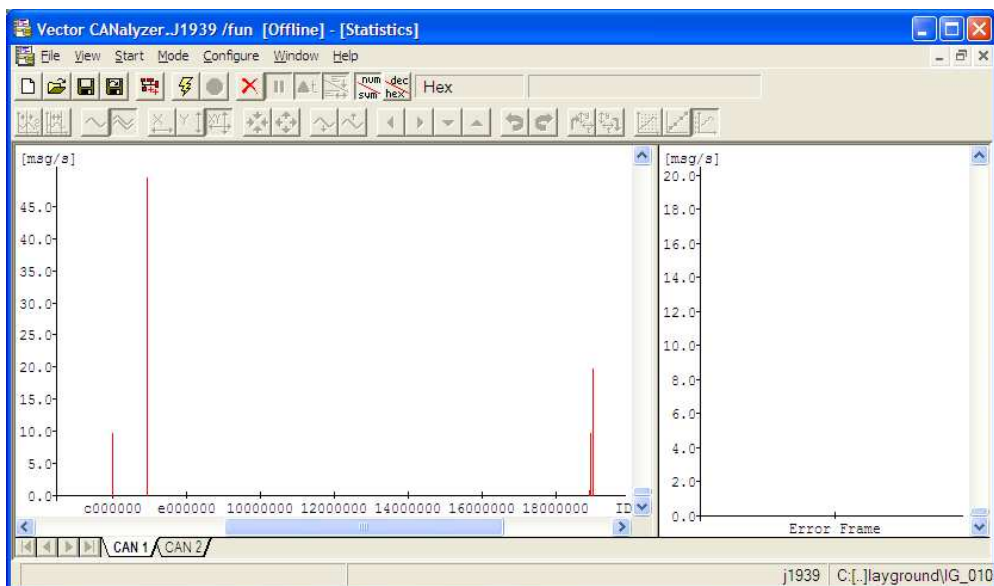 Vector CANalyzer.J1939 /fun [Offline] - [Statistics]
File View Start Mode Configure Window Help
num sum dec hex Hex
[msg/s]
45.0
40.0
35.0
30.0
25.0
20.0
15.0
10.0
5.0
0.0
c000000 e000000 10000000 12000000 14000000 16000000 18000000 ID
[msg/s]
20.0
18.0
16.0
14.0
12.0
10.0
8.0
6.0
4.0
2.0
0.0
Error Frame
CAN 1 CAN 2
j1939 C:[..]layground\IG_010